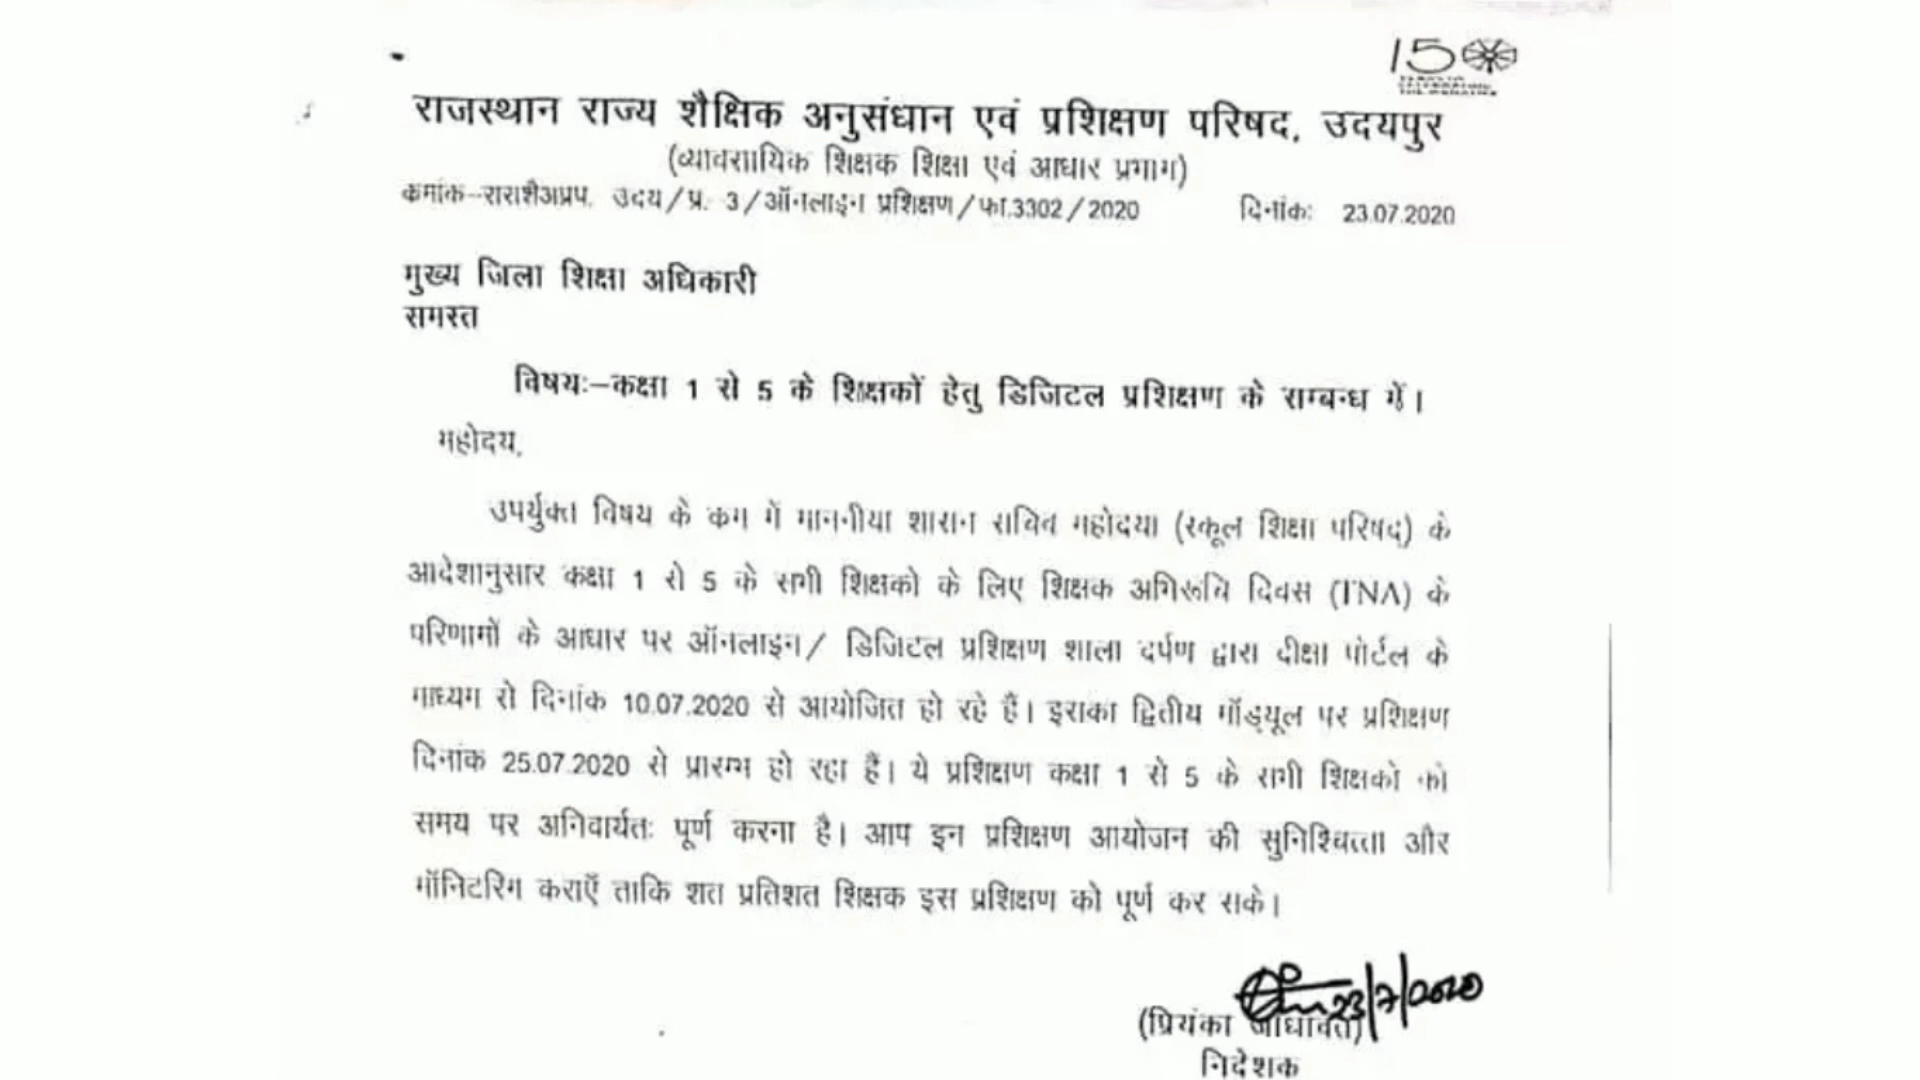 150
राजस्थान राज्य शैक्षिक अनुसंधान एवं प्रशिक्षण परिषद, उदयपुर
(व्यावसायिक शिक्षक शिक्षा एवं आधार प्रभाग)
कमांक-राराशैअप्रप, उदय/प्र. 3/ऑनलाइन प्रशिक्षण/फा.3302/2020 दिनांक: 23.07.2020
मुख्य जिला शिक्षा अधिकारी
समस्त
विषय:-कक्षा 1 से 5 के शिक्षकों हेतु डिजिटल प्रशिक्षण के सम्बन्ध में।
महोदय,
उपर्युक्त विषय के कम में माननीया शासन सचिव महोदया (स्कूल शिक्षा परिषद्) के
आदेशानुसार कक्षा 1 से 5 के सभी शिक्षको के लिए शिक्षक अभिरूचि दिवस (TNA) के
परिणामों के आधार पर ऑनलाइन/ डिजिटल प्रशिक्षण शाला दर्पण द्वारा दीक्षा पोर्टल के
माध्यम से दिनांक 10.07.2020 से आयोजित हो रहे हैं। इसका द्वितीय मॉड्यूल पर प्रशिक्षण
दिनांक 25.07.2020 से प्रारम्भ हो रहा हैं। ये प्रशिक्षण कक्षा 1 से 5 के सभी शिक्षको को
समय पर अनिवार्यतः पूर्ण करना है। आप इन प्रशिक्षण आयोजन की सुनिश्चित्ता और
मॉनिटरिंग कराऍ ताकि शत प्रतिशत शिक्षक इस प्रशिक्षण को पूर्ण कर सके।
23/7/2020
(प्रियंका जोधावत)
निदेशक